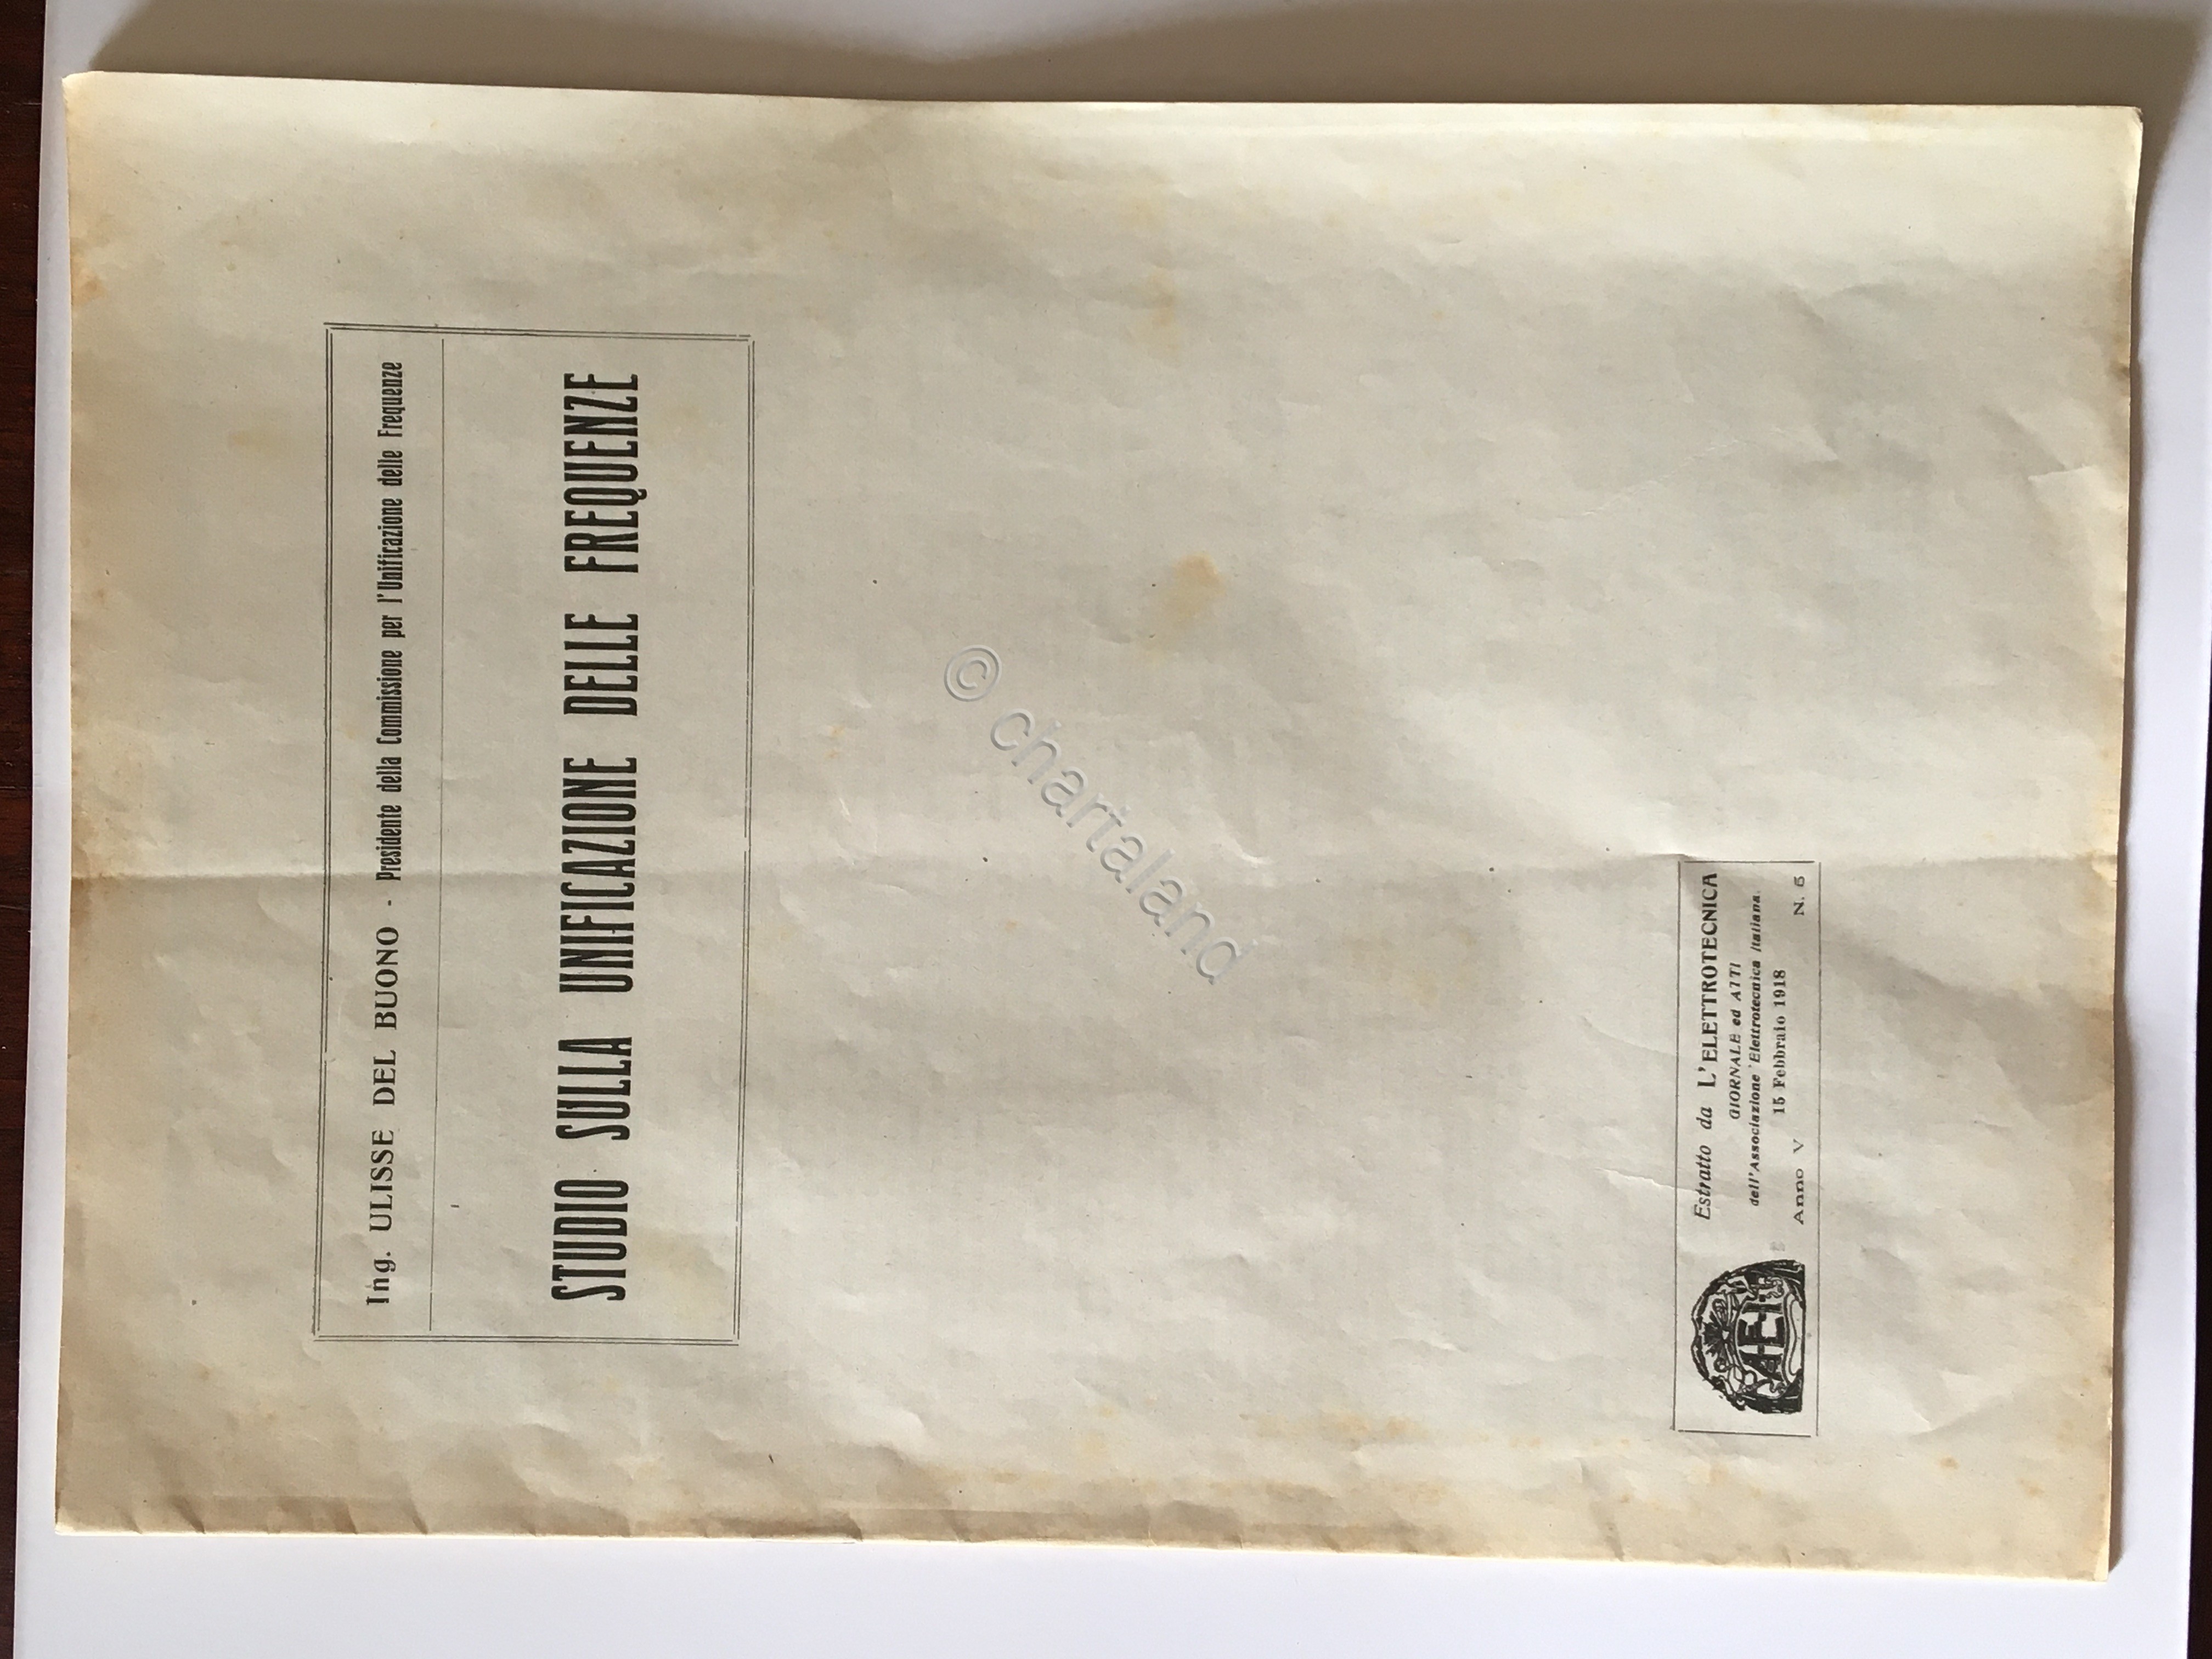 Ing. ULISSE DEL BUONO - Presidente della Commissione per l'Unificazione delle Frequenze
STUDIO SULLA UNIFICAZIONE DELLE FREQUENZE
© chartaland
AEI
Estratto da L'ELETTROTECNICA
GIORNALE ed ATTI
dell'Associazione Elettrotecnica Italiana.
15 Febbraio 1918
Anno V N. 5